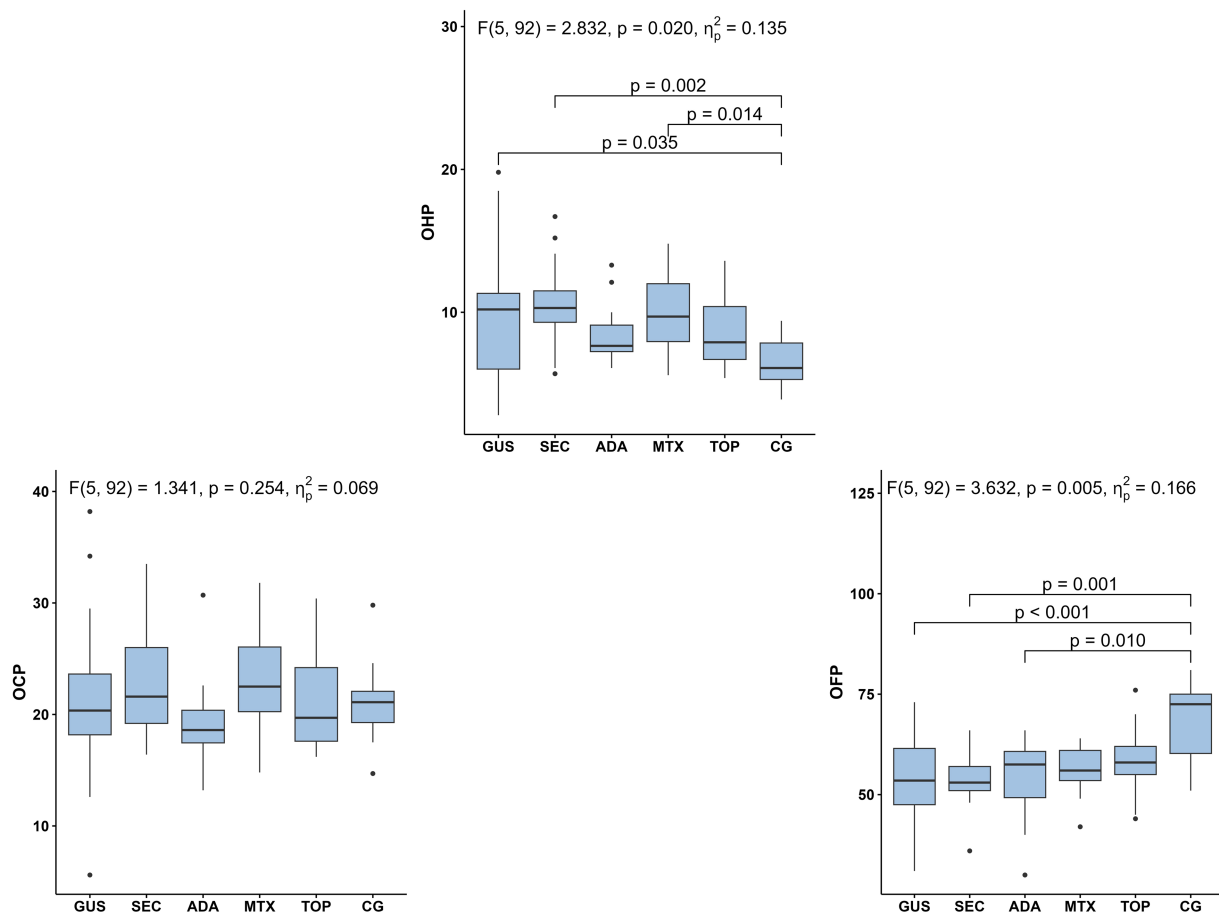 F(5, 92) = 2.832, p = 0.020, η²ₚ = 0.135
30
p = 0.002
p = 0.014
p = 0.035
20
OHP
10
GUS SEC ADA MTX TOP CG
F(5, 92) = 1.341, p = 0.254, η²ₚ = 0.069
40
30
OCP
20
10
GUS SEC ADA MTX TOP CG
F(5, 92) = 3.632, p = 0.005, η²ₚ = 0.166
125
p = 0.001
100
p < 0.001
p = 0.010
OFP
75
50
GUS SEC ADA MTX TOP CG